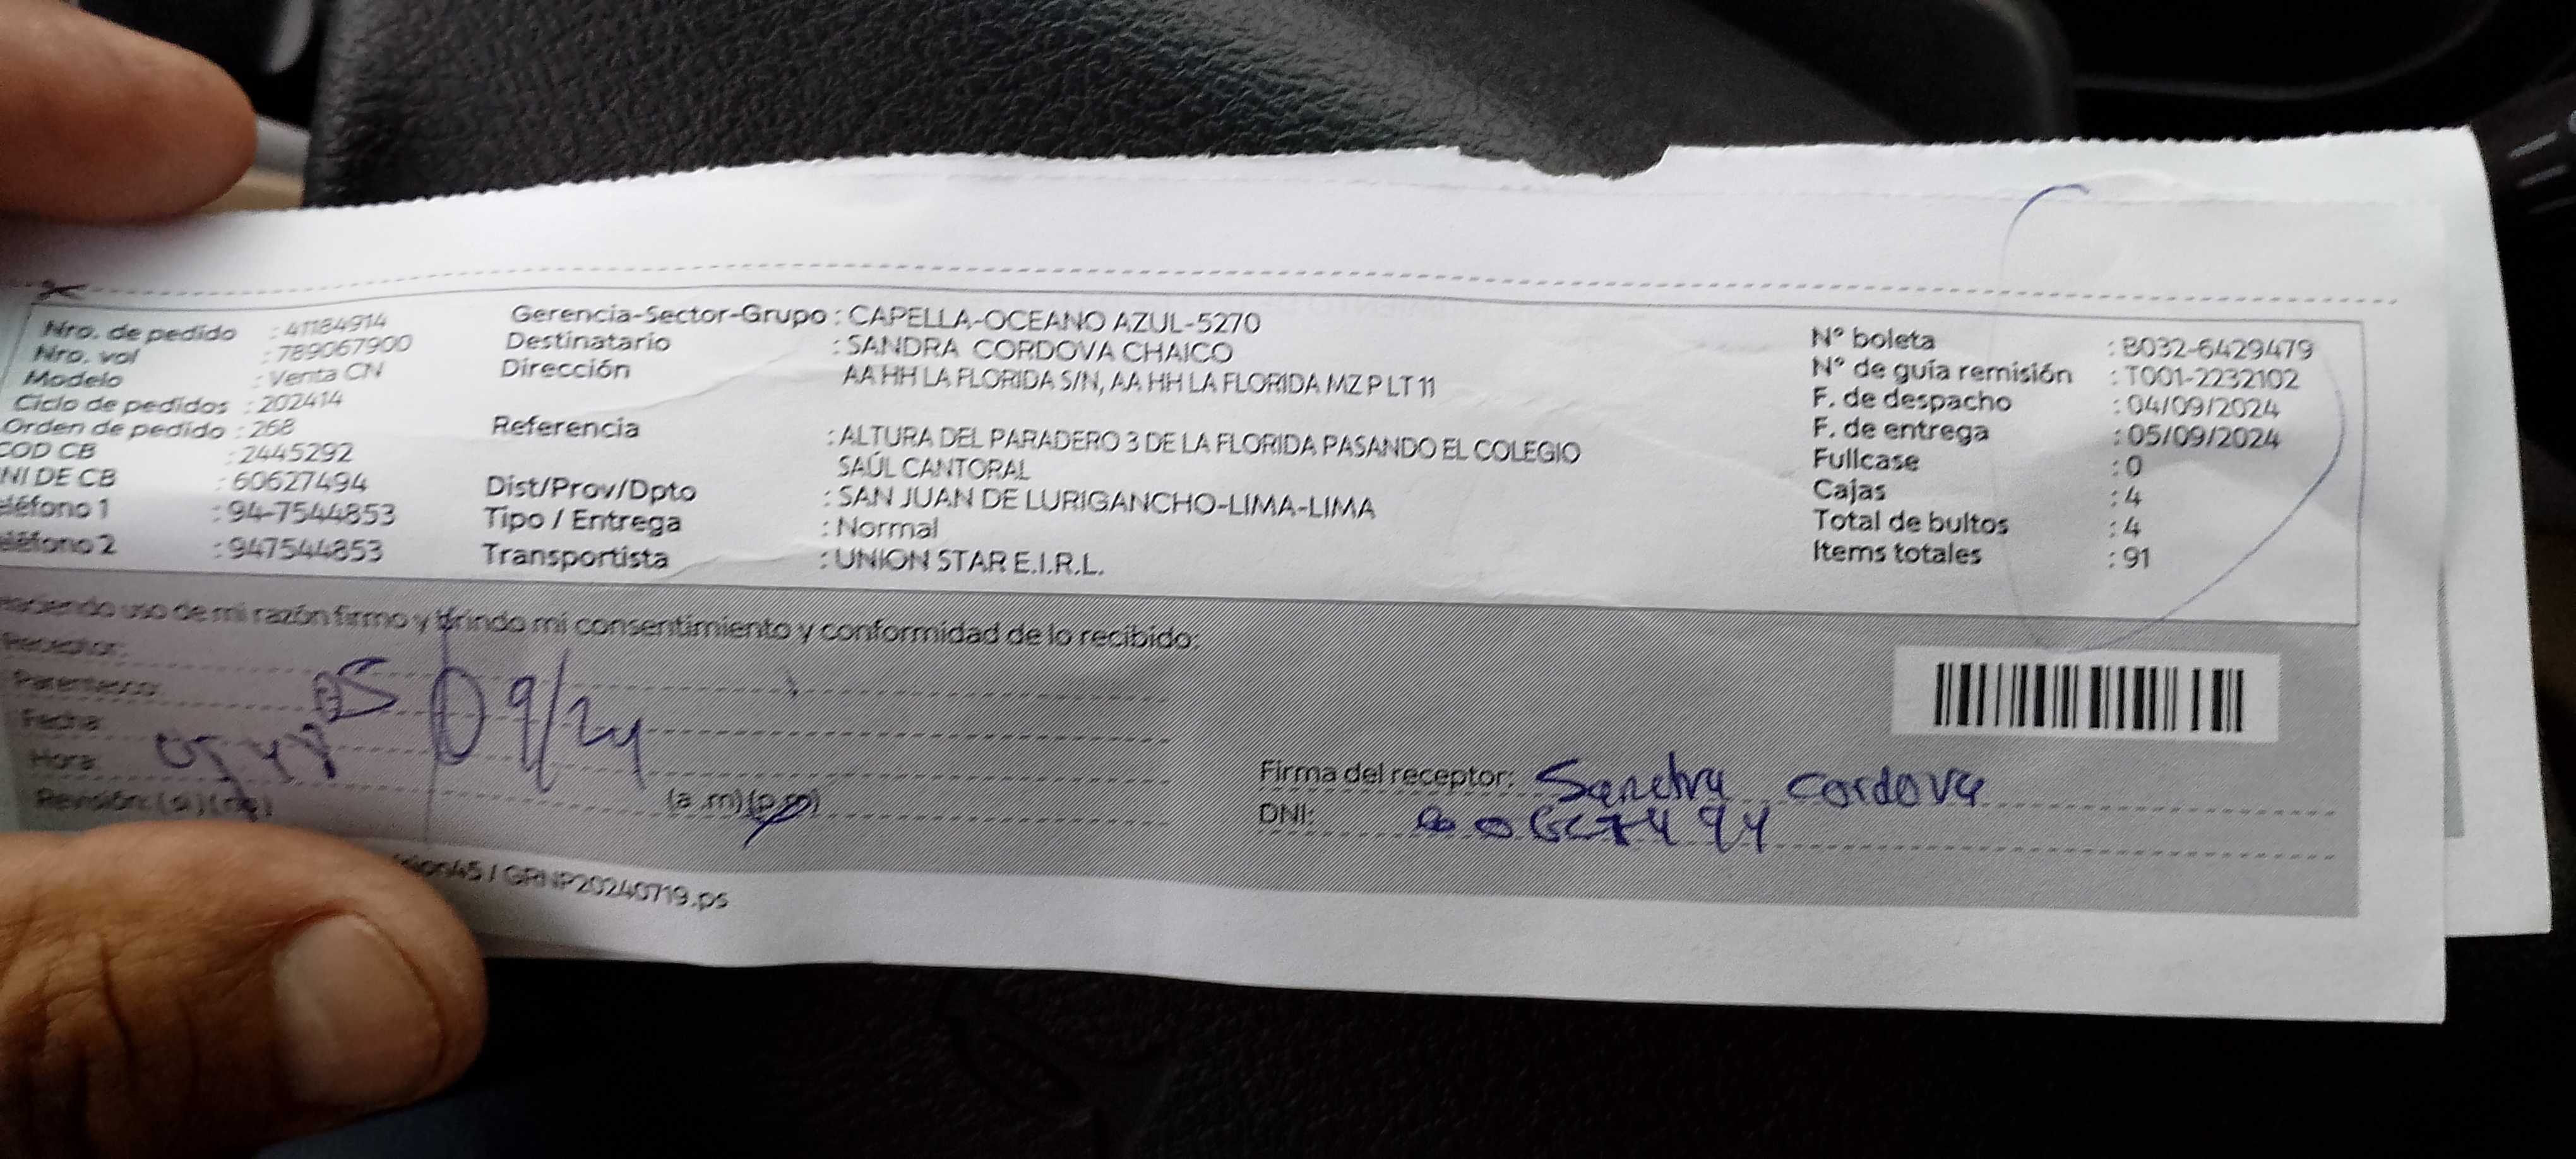 Nro. de pedido : 41184914
Nro. vol : 789067900
Modelo : Venta CN
Ciclo de pedidos : 202414
Orden de pedido : 268
COD CB : 2445292
NI DE CB : 60627494
eléfono 1 : 94-7544853
eléfono 2 : 947544853
Gerencia-Sector-Grupo : CAPELLA-OCEANO AZUL-5270
Destinatario : SANDRA CORDOVA CHAICO
Dirección AA HH LA FLORIDA S/N, AA HH LA FLORIDA MZ P LT 11
Referencia : ALTURA DEL PARADERO 3 DE LA FLORIDA PASANDO EL COLEGIO
SAÚL CANTORAL
Dist/Prov/Dpto : SAN JUAN DE LURIGANCHO-LIMA-LIMA
Tipo / Entrega : Normal
Transportista : UNION STAR E.I.R.L.
N° boleta : B032-6429479
N° de guía remisión : T001-2232102
F. de despacho : 04/09/2024
F. de entrega : 05/09/2024
Fullcase : 0
Cajas : 4
Total de bultos : 4
Items totales : 91
Haciendo uso de mi razón firmo y brindo mi consentimiento y conformidad de lo recibido:
Receptor:
Parentesco:
Fecha: 09/24
Hora:
(a .m) (p.m)
Revisión: (si) (no)
Firma del receptor: Sandra Cordova
DNI:
45 / GRNP20240719.ps